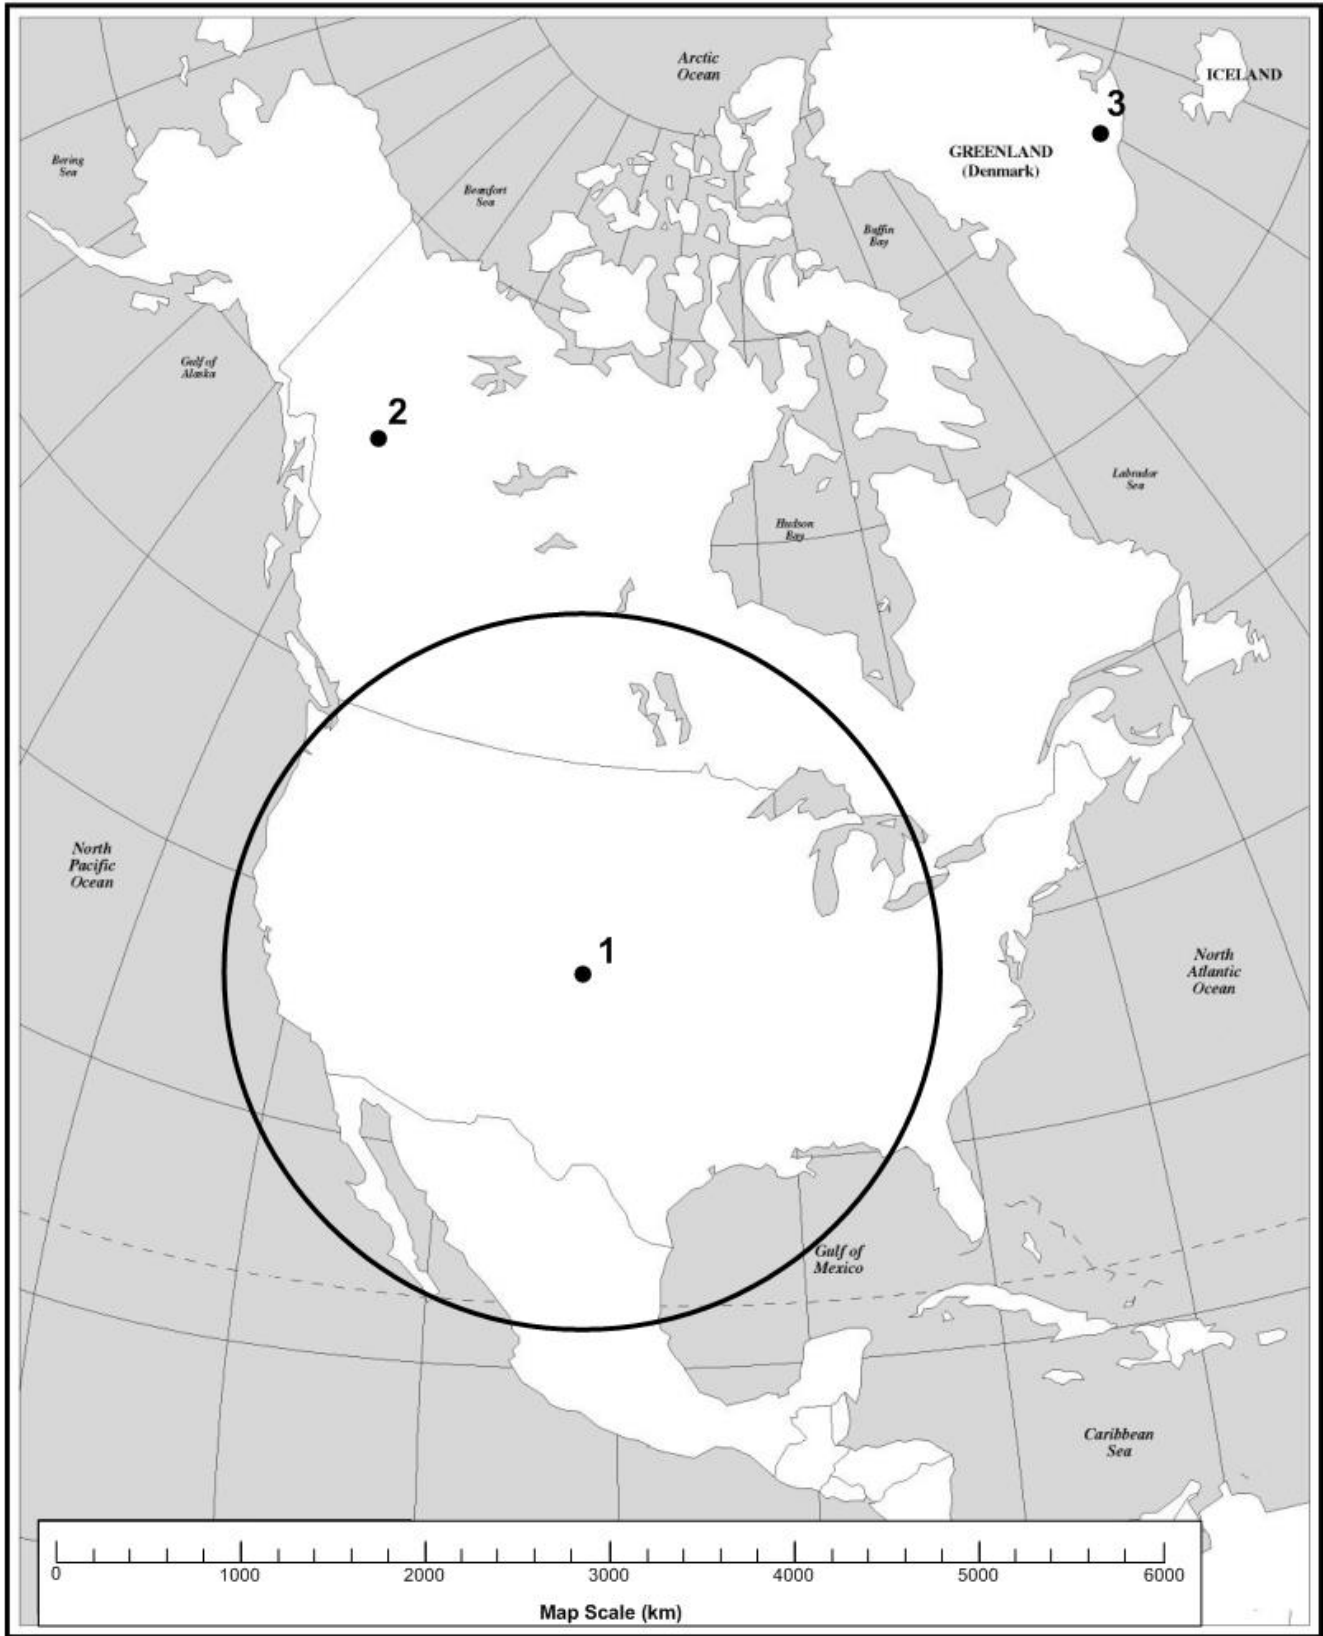 Arctic
Ocean
ICELAND
3
GREENLAND
(Denmark)
Bering
Sea
Beaufort
Sea
Baffin
Bay
Gulf of
Alaska
2
Labrador
Sea
Hudson
Bay
North
Pacific
Ocean
1
North
Atlantic
Ocean
Gulf of
Mexico
Caribbean
Sea
0 1000 2000 3000 4000 5000 6000
Map Scale (km)